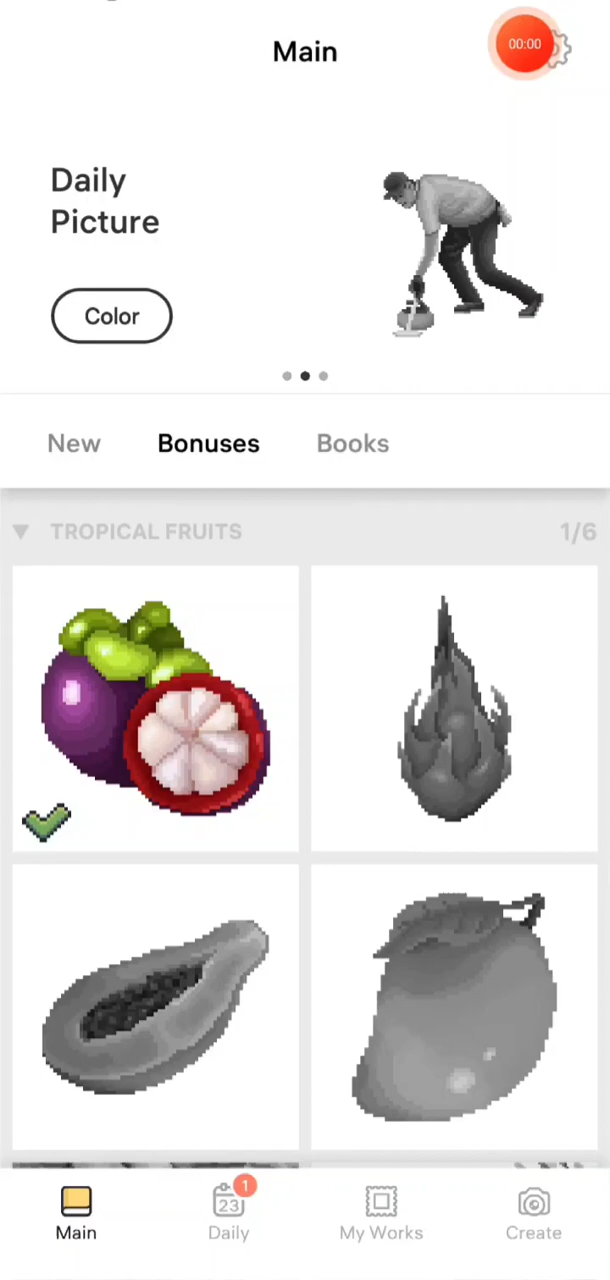 Main
00:00
Daily
Picture
Color
New Bonuses Books
TROPICAL FRUITS 1/6
1
23
Main Daily My Works Create